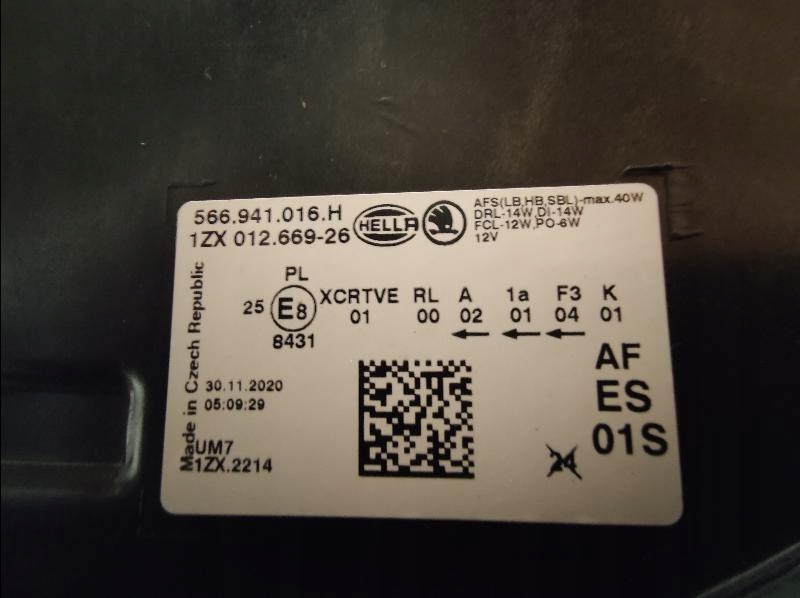 566.941.016.H
1ZX 012.669-26
HELLA
AFS(LB,HB,SBL)-max.40W
DRL-14W,DI-14W
FCL-12W,PO-6W
12V
PL
25 E8 XCRTVE RL A 1a F3 K
01 00 02 01 04 01
8431
Made in Czech Republic
30.11.2020
05:09:29
UM7
1ZX.2214
AF
ES
01S
24